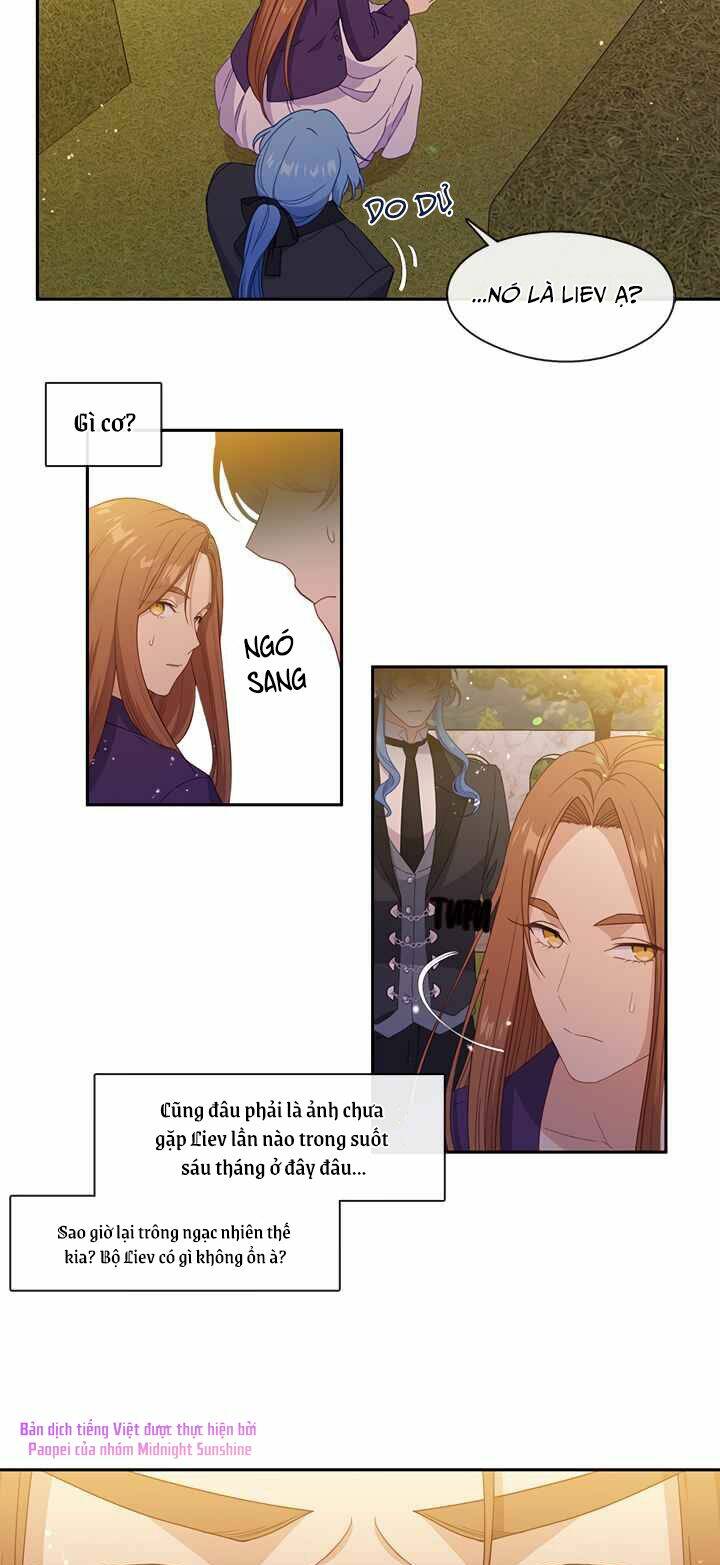 DO DỰ
...NÓ LÀ LIEV Ạ?
Gì cơ?
NGÓ
SANG
Cũng đâu phải là ảnh chưa
gặp Liev lần nào trong suốt
sáu tháng ở đây đâu...
Sao giờ lại trông ngạc nhiên thế
kia? Bộ Liev có gì không ổn à?
Bản dịch tiếng Việt được thực hiện bởi
Paopei của nhóm Midnight Sunshine